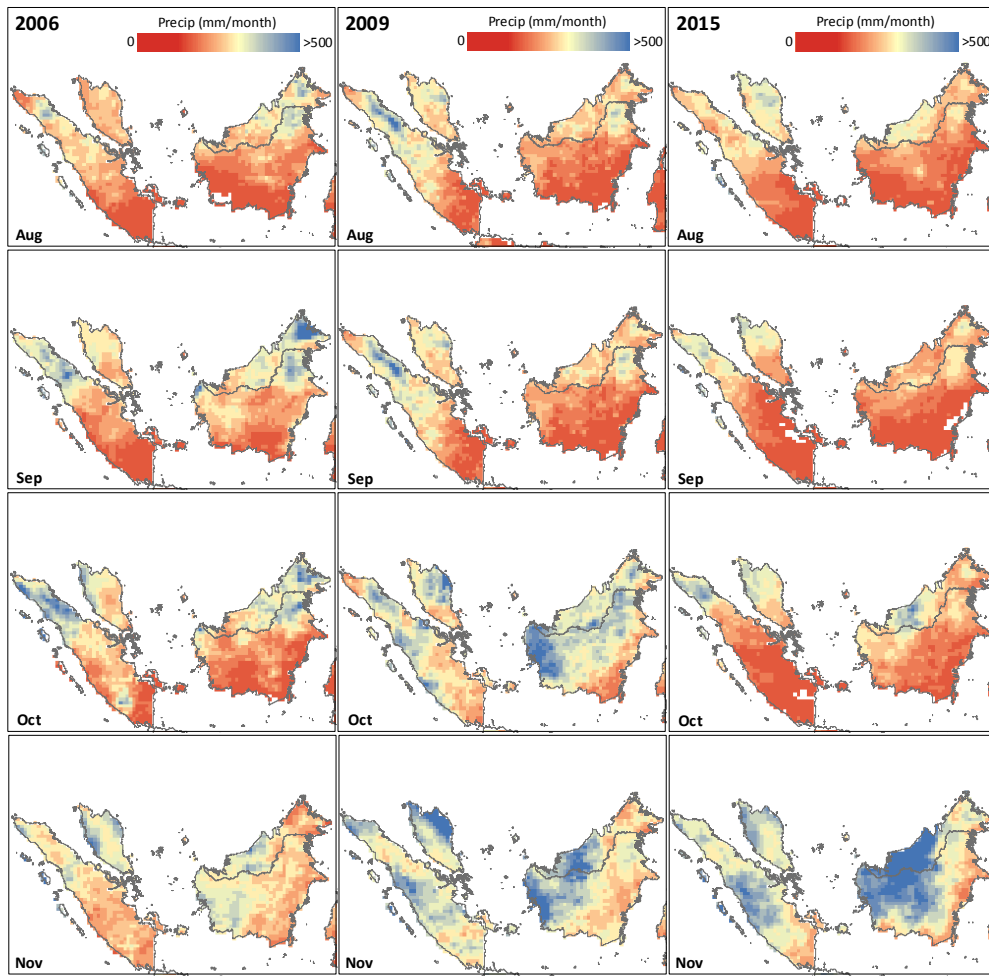 2006 Precip (mm/month)
0 >500
Aug
2009 Precip (mm/month)
0 >500
Aug
2015 Precip (mm/month)
0 >500
Aug
Sep
Sep
Sep
Oct
Oct
Oct
Nov
Nov
Nov